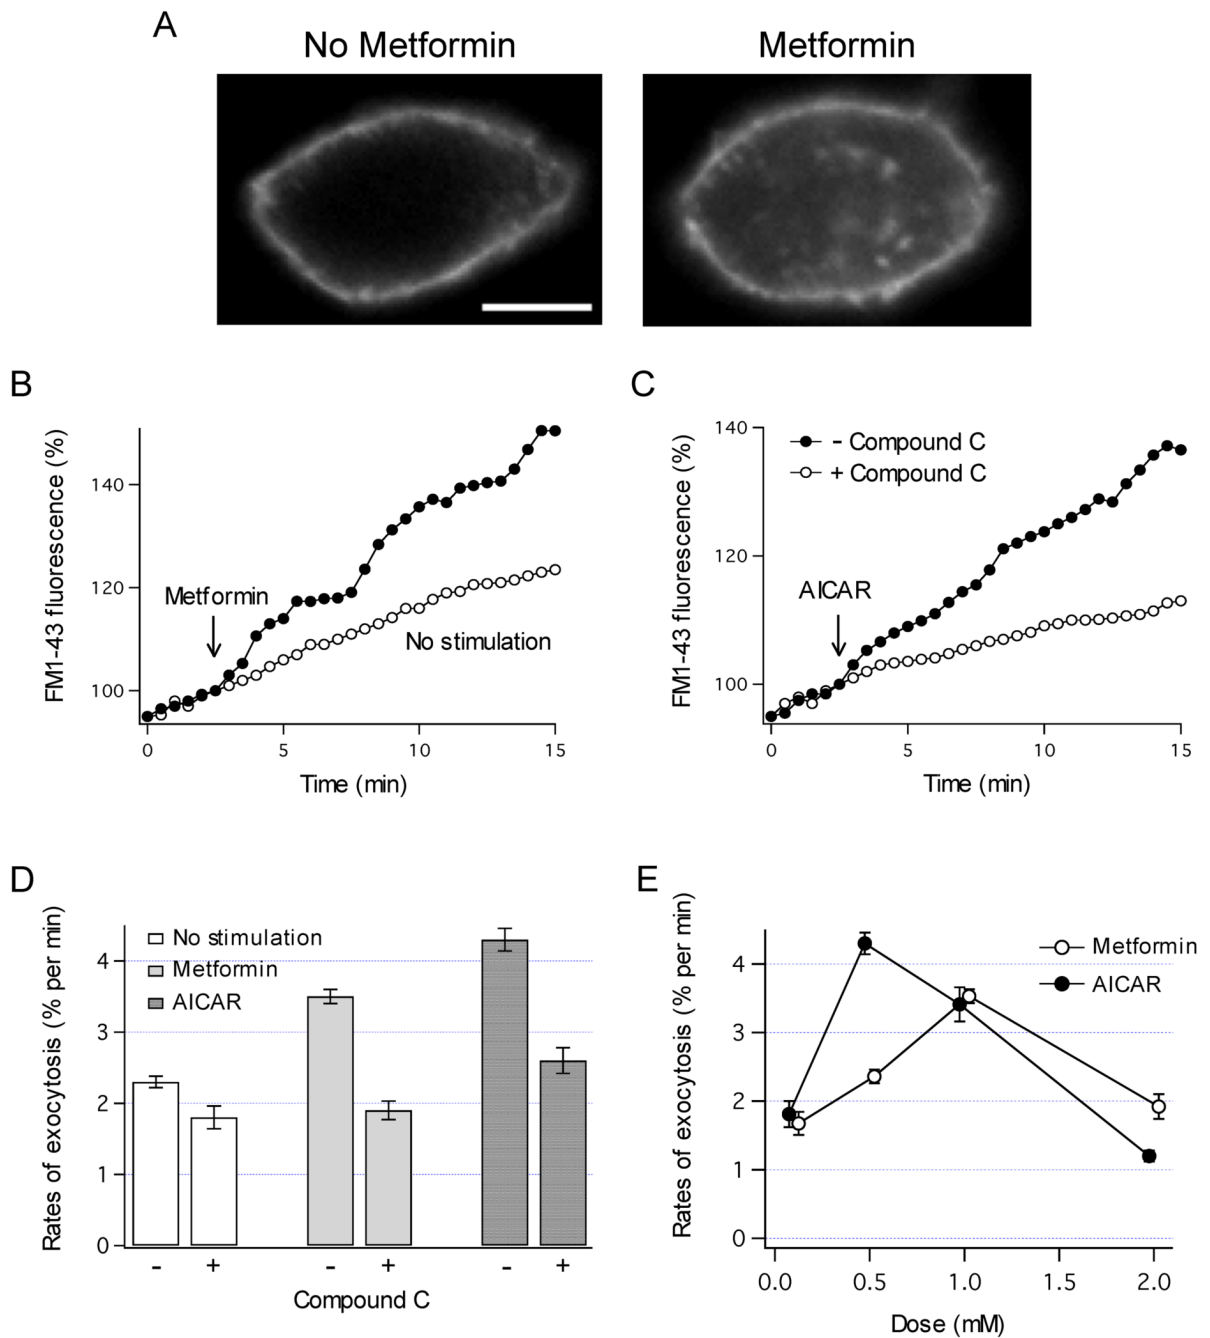 A
No Metformin
Metformin
B
FM1-43 fluorescence (%)
140
120
100
Metformin
No stimulation
0
5
10
15
Time (min)
C
FM1-43 fluorescence (%)
140
120
100
- Compound C
+ Compound C
AICAR
0
5
10
15
Time (min)
D
Rates of exocytosis (% per min)
4
3
2
1
0
No stimulation
Metformin
AICAR
-
+
-
+
-
+
Compound C
E
Rates of exocytosis (% per min)
4
3
2
1
0
Metformin
AICAR
0.0
0.5
1.0
1.5
2.0
Dose (mM)